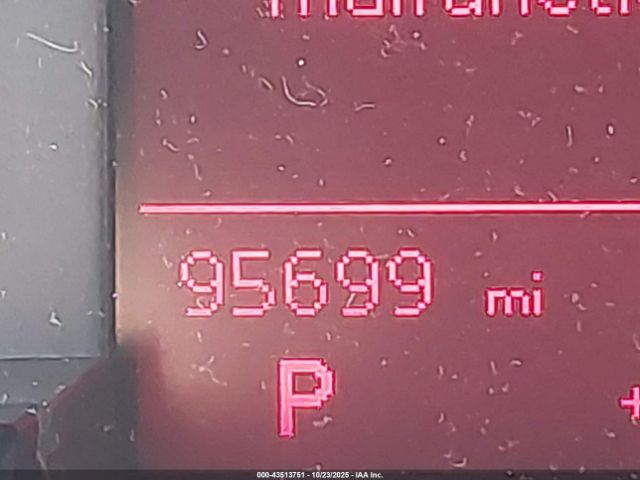 95699 mi
P
+
000-43513751 - 10/23/2025 - IAA Inc.